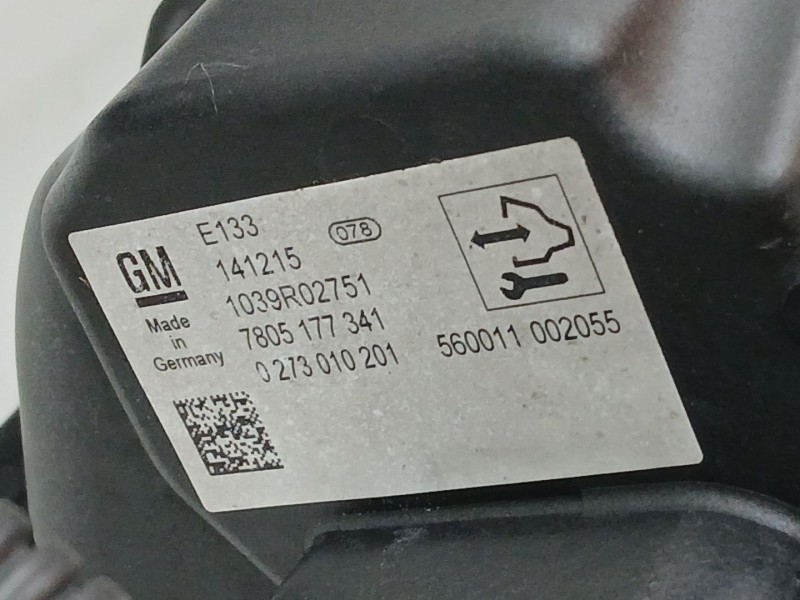 GM
Made
in
Germany
E133
078
141215
1039R02751
7805 177 341
0 273 010 201
560011 002055